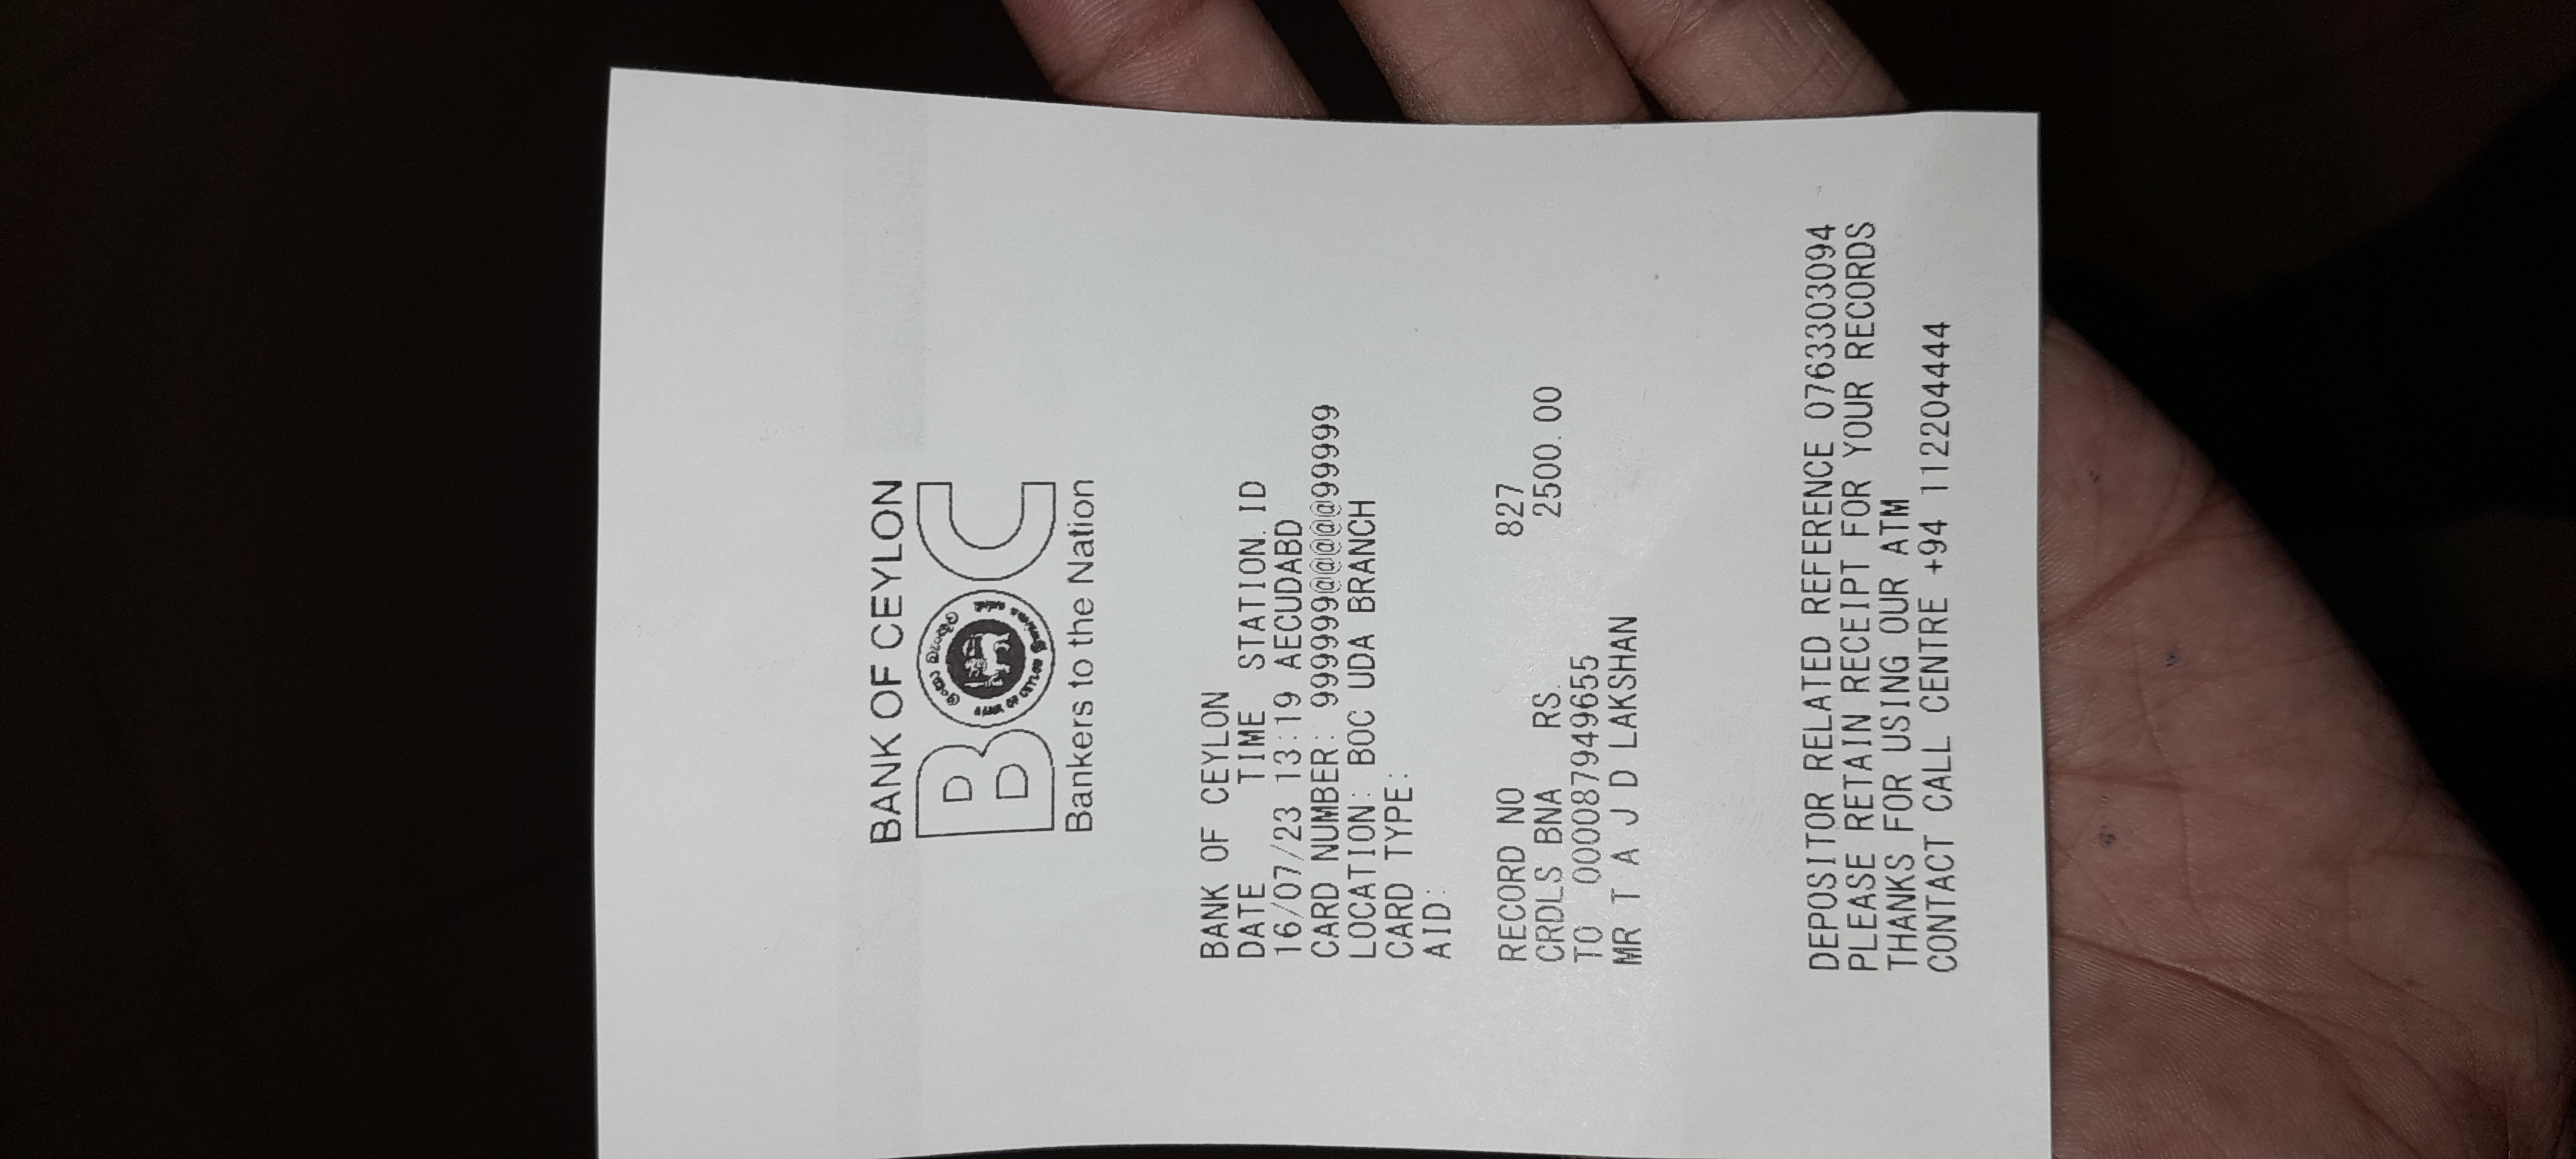 BANK OF CEYLON
BOC
Bankers to the Nation
BANK OF CEYLON
DATE TIME STATION. ID
16/07/23 13:19 AECUDABD
CARD NUMBER: 999999@@@@@@99999
LOCATION: BOC UDA BRANCH
CARD TYPE:
AID:
RECORD NO 827
CRDLS BNA RS. 2500.00
TO 000087949655
MR T A J D LAKSHAN
DEPOSITOR RELATED REFERENCE 0763303094
PLEASE RETAIN RECEIPT FOR YOUR RECORDS
THANKS FOR USING OUR ATM
CONTACT CALL CENTRE +94 112204444